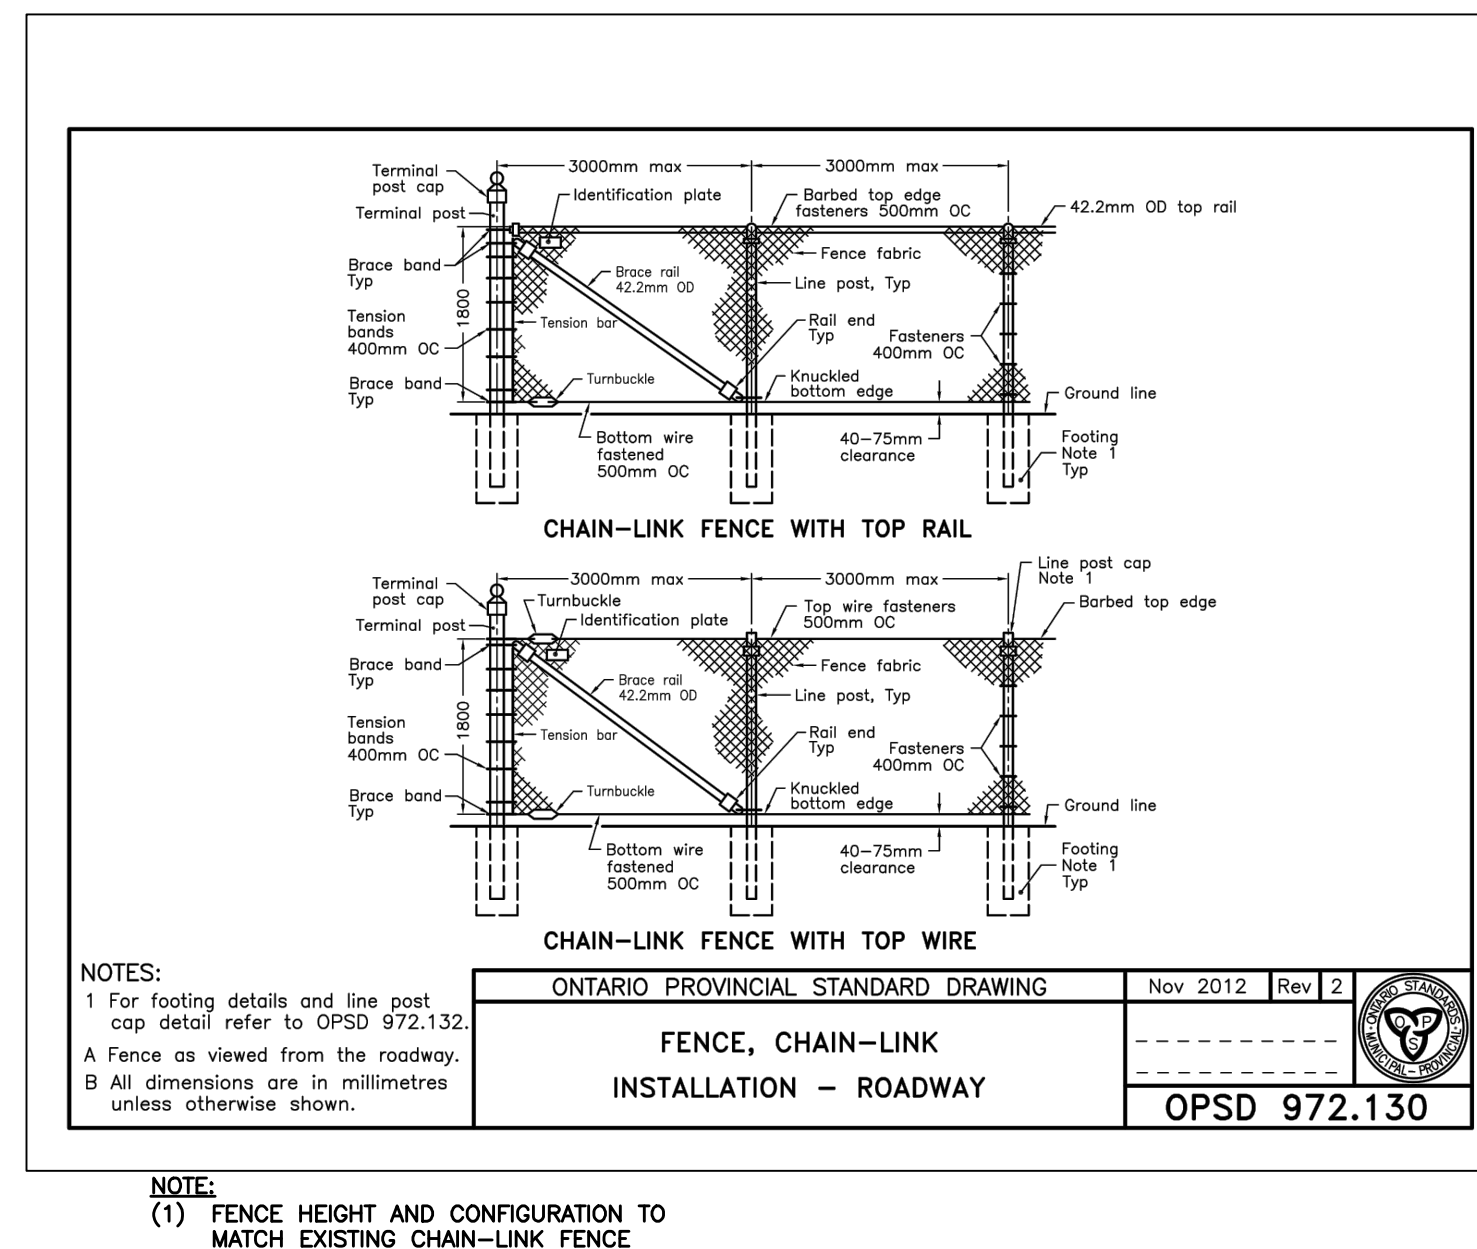 3000mm max
3000mm max
Terminal
post cap
Identification plate
Barbed top edge
fasteners 500mm OC
42.2mm OD top rail
Terminal post
Fence fabric
Brace band
Typ
Brace rail
42.2mm OD
Line post, Typ
1800
Tension
bands
400mm OC
Tension bar
Rail end
Typ
Fasteners
400mm OC
Brace band
Typ
Turnbuckle
Knuckled
bottom edge
Ground line
Bottom wire
fastened
500mm OC
40-75mm
clearance
Footing
Note 1
Typ
CHAIN-LINK FENCE WITH TOP RAIL
3000mm max
3000mm max
Line post cap
Note 1
Terminal
post cap
Turnbuckle
Identification plate
Top wire fasteners
500mm OC
Barbed top edge
Terminal post
Fence fabric
Brace band
Typ
Brace rail
42.2mm OD
Line post, Typ
1800
Tension
bands
400mm OC
Tension bar
Rail end
Typ
Fasteners
400mm OC
Brace band
Typ
Turnbuckle
Knuckled
bottom edge
Ground line
Bottom wire
fastened
500mm OC
40-75mm
clearance
Footing
Note 1
Typ
CHAIN-LINK FENCE WITH TOP WIRE
NOTES:
1 For footing details and line post
cap detail refer to OPSD 972.132.
A Fence as viewed from the roadway.
B All dimensions are in millimetres
unless otherwise shown.
ONTARIO PROVINCIAL STANDARD DRAWING
Nov 2012
Rev
2
FENCE, CHAIN-LINK
INSTALLATION - ROADWAY
ONTARIO STANDARDS
MUNICIPAL-PROVINCIAL
O P S
OPSD 972.130
NOTE:
(1) FENCE HEIGHT AND CONFIGURATION TO
MATCH EXISTING CHAIN-LINK FENCE